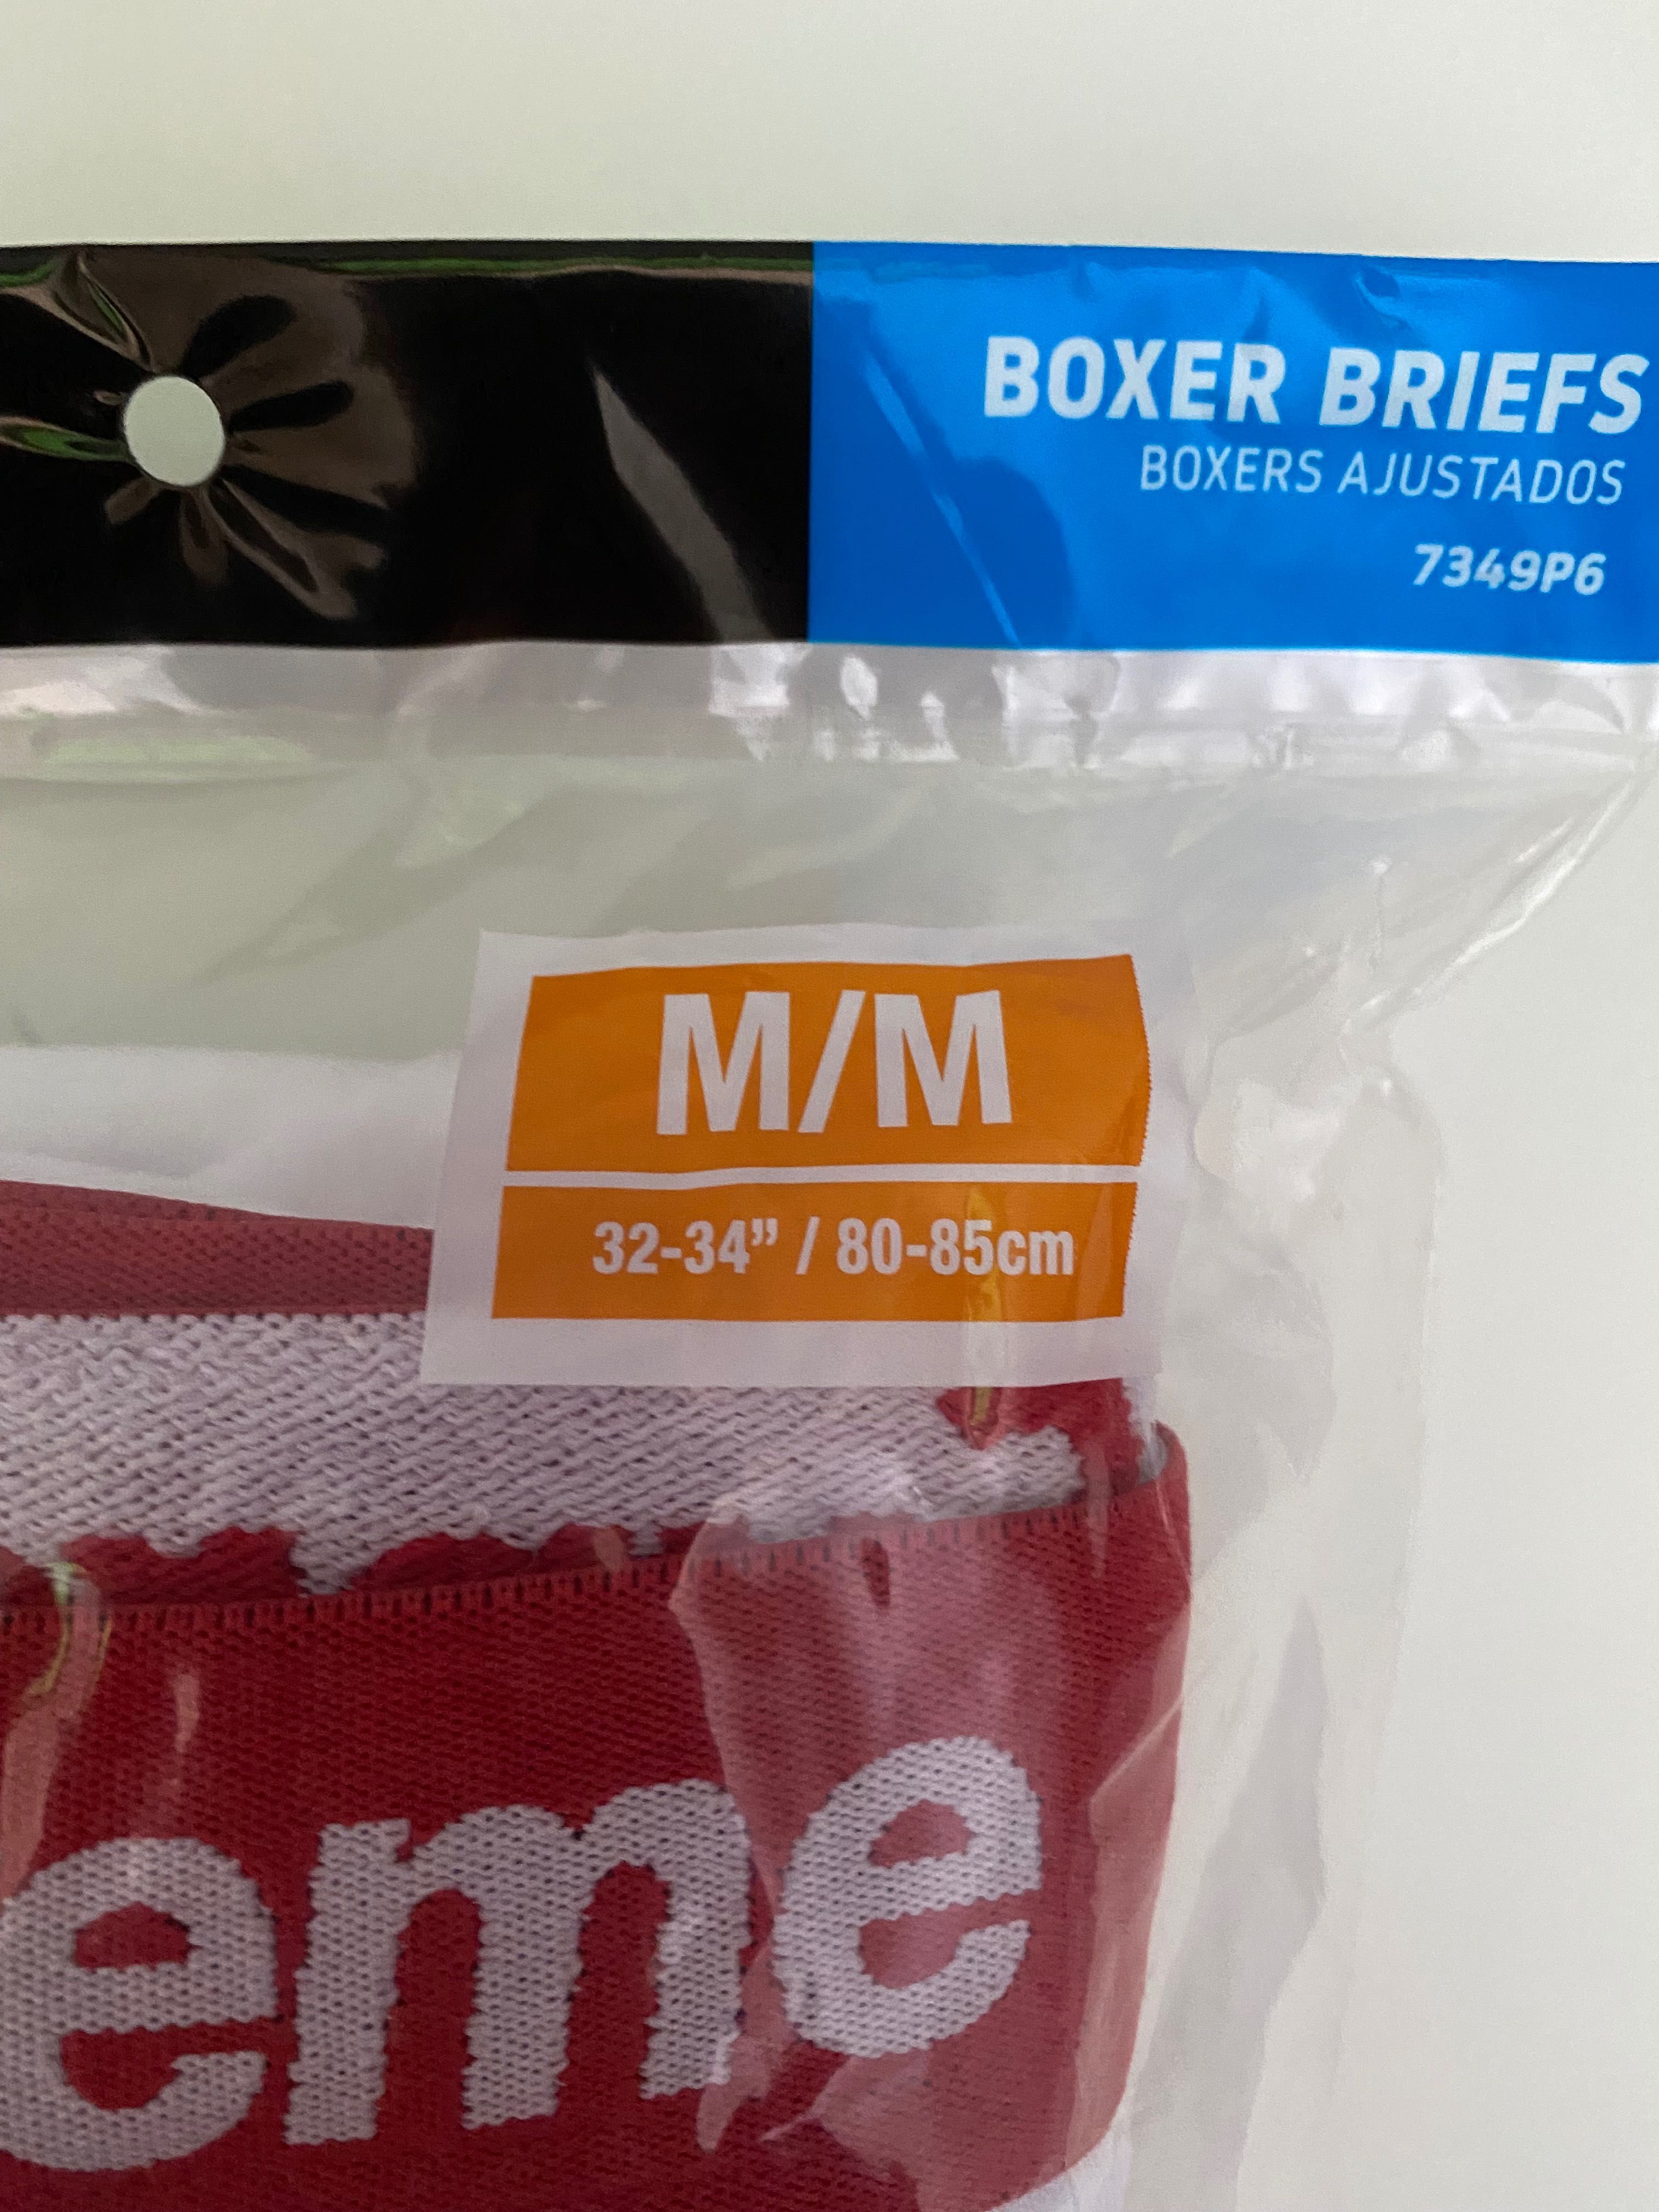 BOXER BRIEFS
BOXERS AJUSTADOS
7349P6
M/M
32-34” / 80-85cm
eme